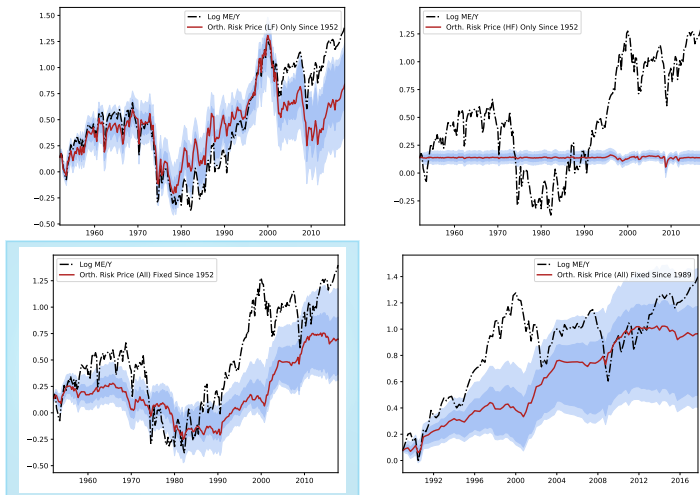 Log ME/Y
Orth. Risk Price (LF) Only Since 1952
1.50
1.25
1.00
0.75
0.50
0.25
0.00
−0.25
−0.50
1960 1970 1980 1990 2000 2010
Log ME/Y
Orth. Risk Price (HF) Only Since 1952
1.25
1.00
0.75
0.50
0.25
0.00
−0.25
1960 1970 1980 1990 2000 2010
Log ME/Y
Orth. Risk Price (All) Fixed Since 1952
1.25
1.00
0.75
0.50
0.25
0.00
−0.25
−0.50
1960 1970 1980 1990 2000 2010
Log ME/Y
Orth. Risk Price (All) Fixed Since 1989
1.4
1.2
1.0
0.8
0.6
0.4
0.2
0.0
1992 1996 2000 2004 2008 2012 2016